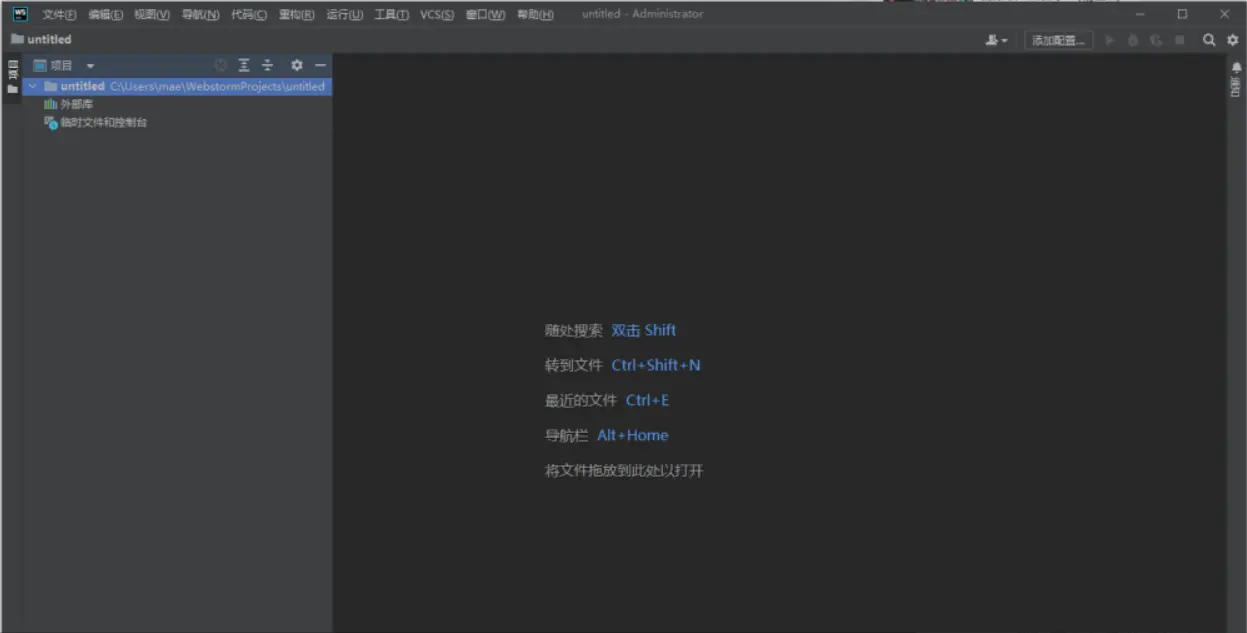 WS 文件(F) 编辑(E) 视图(V) 导航(N) 代码(C) 重构(R) 运行(U) 工具(T) VCS(S) 窗口(W) 帮助(H) untitled - Administrator
untitled 添加配置...
项目
项目
untitled C:\Users\mae\WebstormProjects\untitled
外部库
临时文件和控制台
通知
随处搜索 双击 Shift
转到文件 Ctrl+Shift+N
最近的文件 Ctrl+E
导航栏 Alt+Home
将文件拖放到此处以打开